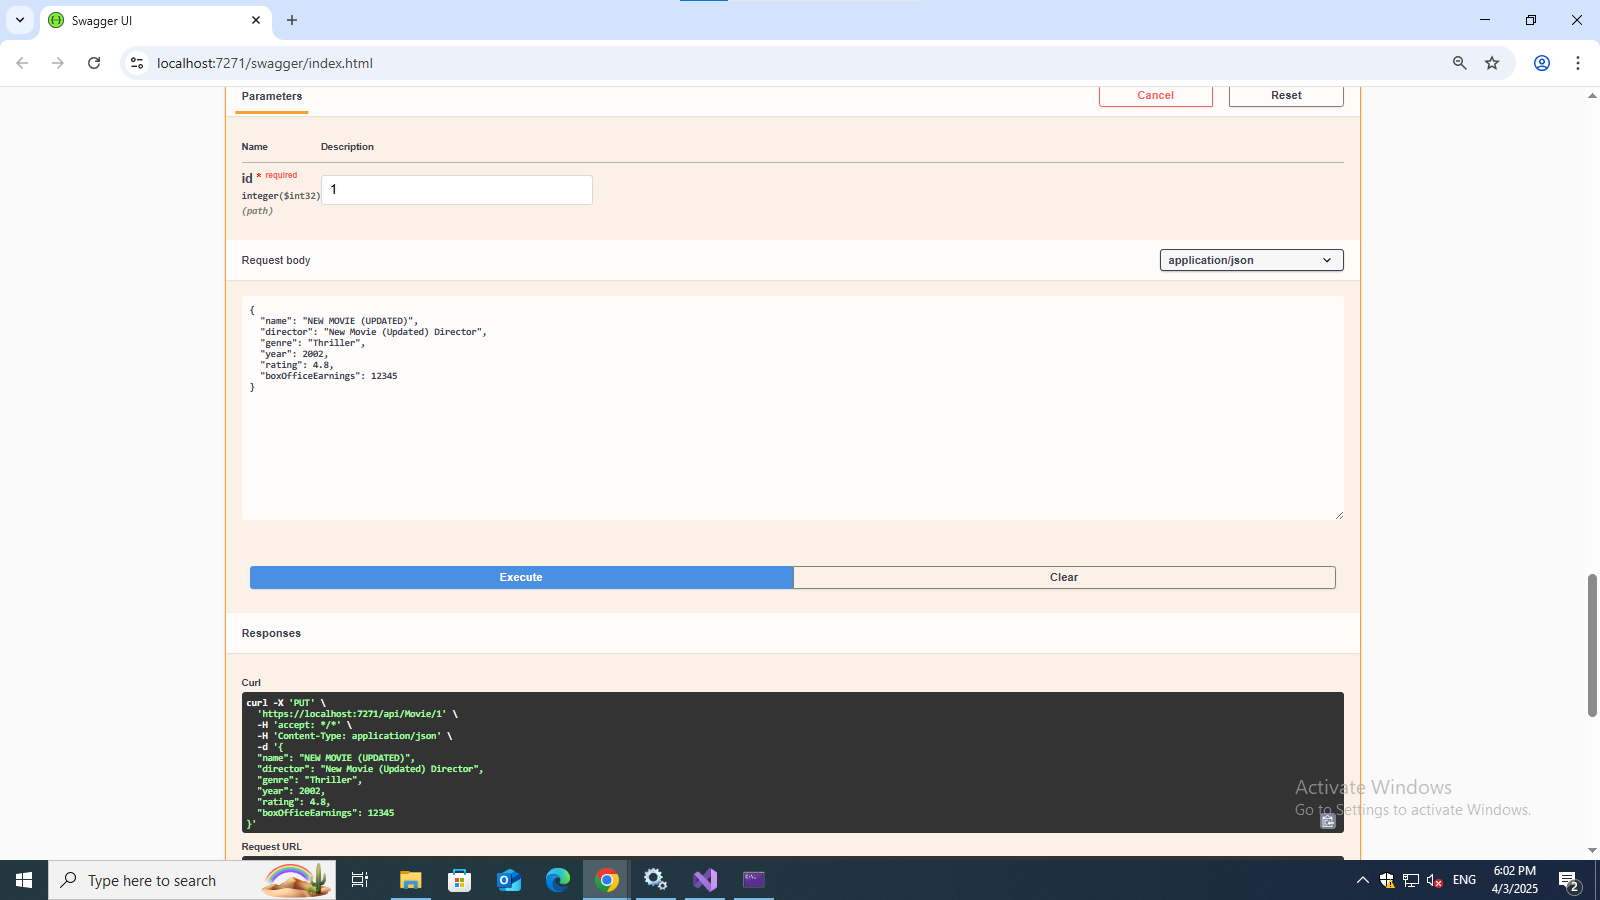 Swagger UI
localhost:7271/swagger/index.html
Parameters
Cancel
Reset
Name
Description
id * required
integer($int32)
(path)
1
Request body
application/json
{
"name": "NEW MOVIE (UPDATED)",
"director": "New Movie (Updated) Director",
"genre": "Thriller",
"year": 2002,
"rating": 4.8,
"boxOfficeEarnings": 12345
}
Execute
Clear
Responses
Curl
curl -X 'PUT' \
'https://localhost:7271/api/Movie/1' \
-H 'accept: */*' \
-H 'Content-Type: application/json' \
-d '{
"name": "NEW MOVIE (UPDATED)",
"director": "New Movie (Updated) Director",
"genre": "Thriller",
"year": 2002,
"rating": 4.8,
"boxOfficeEarnings": 12345
}'
Activate Windows
Go to Settings to activate Windows.
Request URL
Type here to search
ENG
6:02 PM
4/3/2025
2